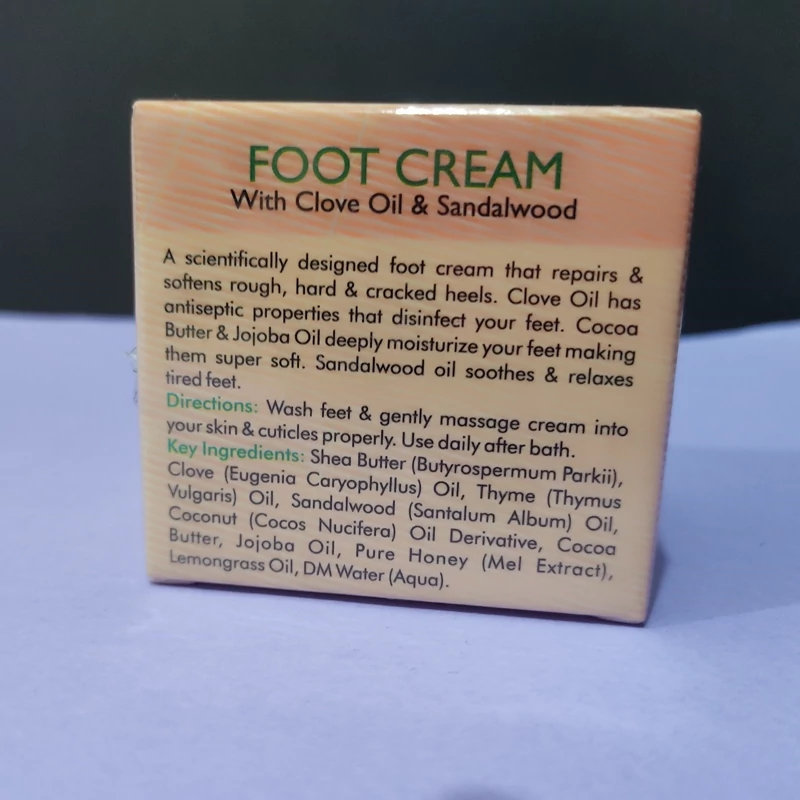 FOOT CREAM
With Clove Oil & Sandalwood
A scientifically designed foot cream that repairs &
softens rough, hard & cracked heels. Clove Oil has
antiseptic properties that disinfect your feet. Cocoa
Butter & Jojoba Oil deeply moisturize your feet making
them super soft. Sandalwood oil soothes & relaxes
tired feet.
Directions: Wash feet & gently massage cream into
your skin & cuticles properly. Use daily after bath.
Key Ingredients: Shea Butter (Butyrospermum Parkii),
Clove (Eugenia Caryophyllus) Oil, Thyme (Thymus
Vulgaris) Oil, Sandalwood (Santalum Album) Oil,
Coconut (Cocos Nucifera) Oil Derivative, Cocoa
Butter, Jojoba Oil, Pure Honey (Mel Extract),
Lemongrass Oil, DM Water (Aqua).